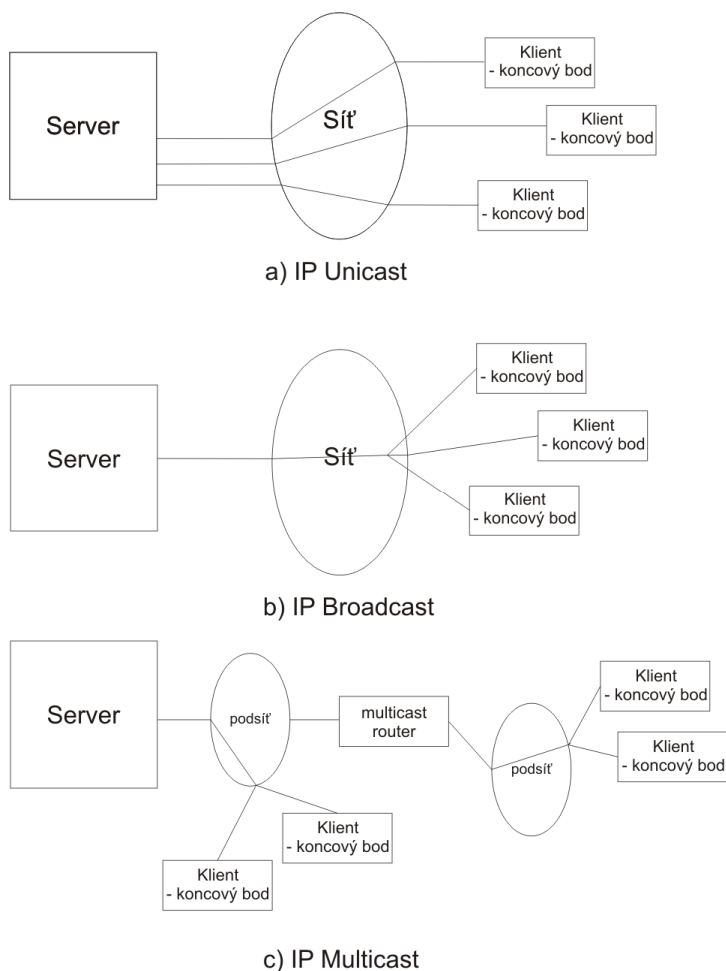 Server
Síť
Klient
- koncový bod
Klient
- koncový bod
Klient
- koncový bod
a) IP Unicast
Server
Síť
Klient
- koncový bod
Klient
- koncový bod
Klient
- koncový bod
b) IP Broadcast
Server
podsíť
multicast
router
podsíť
Klient
- koncový bod
Klient
- koncový bod
Klient
- koncový bod
Klient
- koncový bod
c) IP Multicast